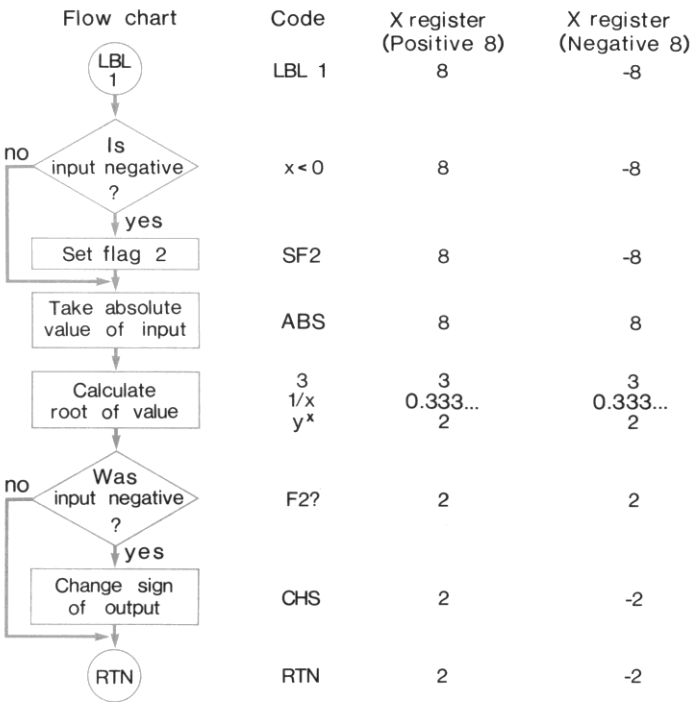 Flow chart Code X register X register
(Positive 8) (Negative 8)
LBL
1
LBL 1 8 -8
Is
no input negative x<0 8 -8
?
yes
Set flag 2 SF2 8 -8
Take absolute
value of input ABS 8 8
3 3 3
Calculate 1/x 0.333... 0.333...
root of value yˣ 2 2
Was
no input negative F2? 2 2
?
yes
Change sign
of output CHS 2 -2
RTN RTN 2 -2